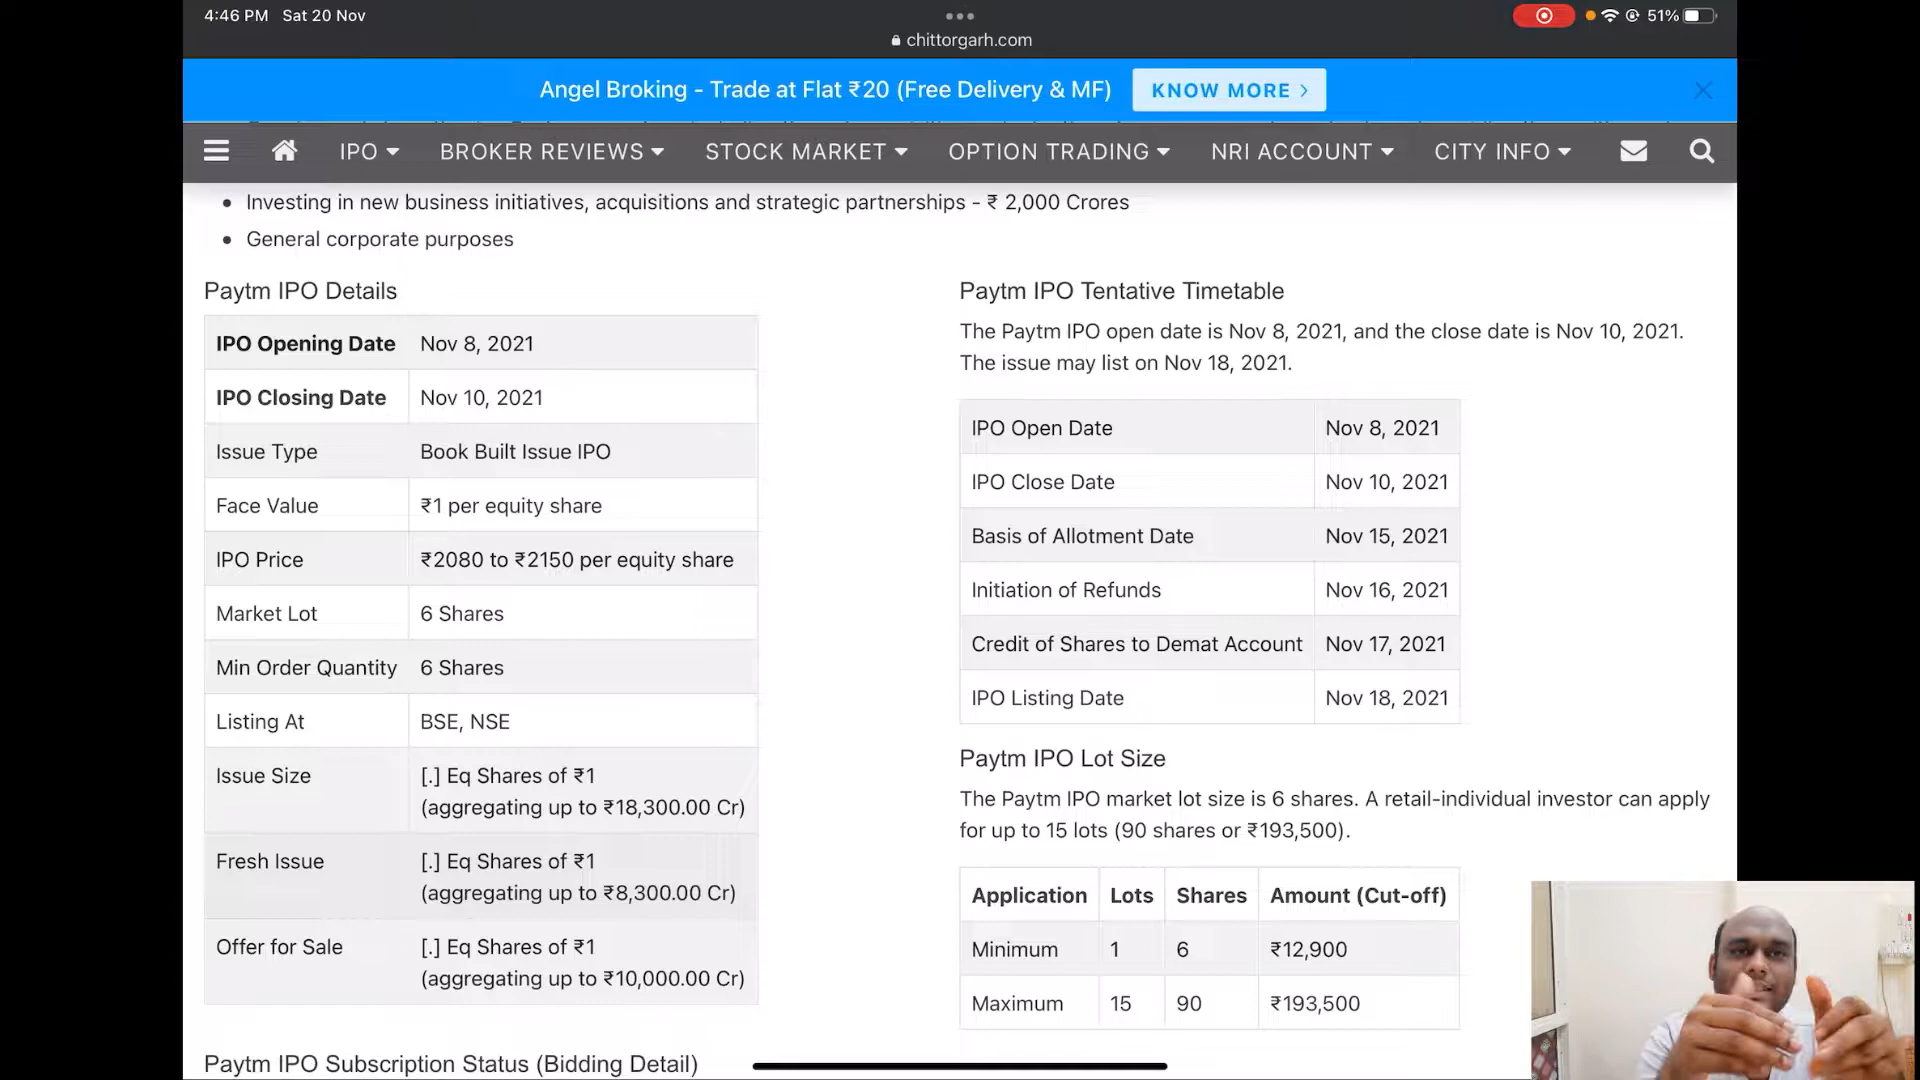 4:46 PM Sat 20 Nov
51%
chittorgarh.com
Angel Broking - Trade at Flat ₹20 (Free Delivery & MF)
KNOW MORE
IPO
BROKER REVIEWS
STOCK MARKET
OPTION TRADING
NRI ACCOUNT
CITY INFO
Investing in new business initiatives, acquisitions and strategic partnerships - ₹ 2,000 Crores
General corporate purposes
Paytm IPO Details
IPO Opening Date Nov 8, 2021
IPO Closing Date Nov 10, 2021
Issue Type Book Built Issue IPO
Face Value ₹1 per equity share
IPO Price ₹2080 to ₹2150 per equity share
Market Lot 6 Shares
Min Order Quantity 6 Shares
Listing At BSE, NSE
Issue Size [.] Eq Shares of ₹1
(aggregating up to ₹18,300.00 Cr)
Fresh Issue [.] Eq Shares of ₹1
(aggregating up to ₹8,300.00 Cr)
Offer for Sale [.] Eq Shares of ₹1
(aggregating up to ₹10,000.00 Cr)
Paytm IPO Subscription Status (Bidding Detail)
Paytm IPO Tentative Timetable
The Paytm IPO open date is Nov 8, 2021, and the close date is Nov 10, 2021.
The issue may list on Nov 18, 2021.
IPO Open Date Nov 8, 2021
IPO Close Date Nov 10, 2021
Basis of Allotment Date Nov 15, 2021
Initiation of Refunds Nov 16, 2021
Credit of Shares to Demat Account Nov 17, 2021
IPO Listing Date Nov 18, 2021
Paytm IPO Lot Size
The Paytm IPO market lot size is 6 shares. A retail-individual investor can apply
for up to 15 lots (90 shares or ₹193,500).
Application Lots Shares Amount (Cut-off)
Minimum 1 6 ₹12,900
Maximum 15 90 ₹193,500